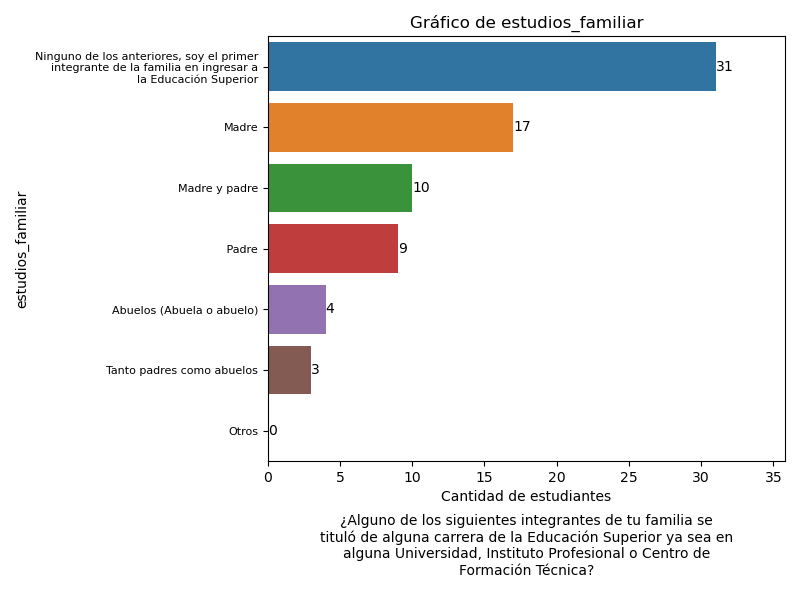 Gráfico de estudios_familiar
Ninguno de los anteriores, soy el primer
integrante de la familia en ingresar a
la Educación Superior
31
Madre
17
Madre y padre
10
Padre
9
Abuelos (Abuela o abuelo)
4
Tanto padres como abuelos
3
Otros
0
estudios_familiar
0 5 10 15 20 25 30 35
Cantidad de estudiantes
¿Alguno de los siguientes integrantes de tu familia se
tituló de alguna carrera de la Educación Superior ya sea en
alguna Universidad, Instituto Profesional o Centro de
Formación Técnica?